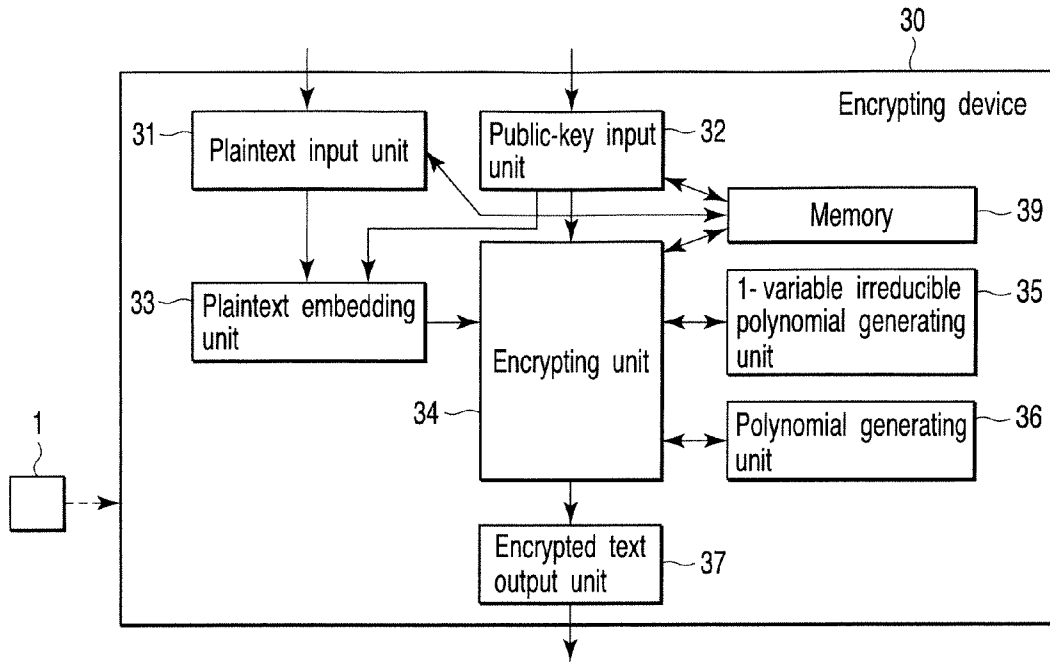 30
Encrypting device
31
Plaintext input unit
Public-key input
unit
32
Memory
39
33
Plaintext embedding
unit
1-variable irreducible
polynomial generating
unit
35
Encrypting unit
34
1
Polynomial generating
unit
36
Encrypted text
output unit
37